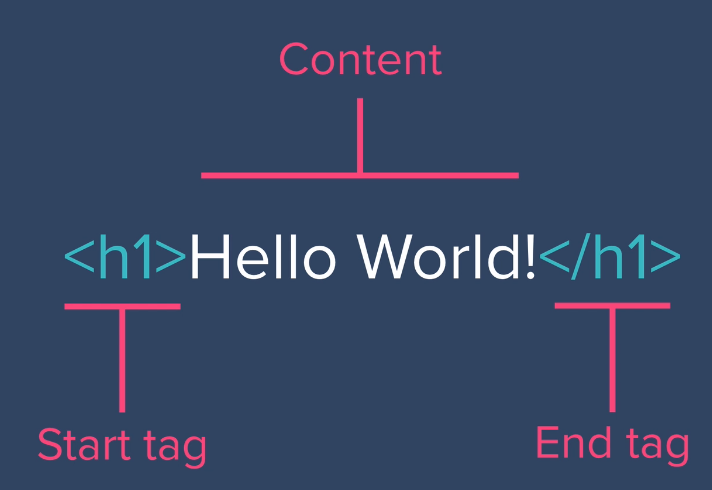 Content
<h1>Hello World!</h1>
Start tag
End tag